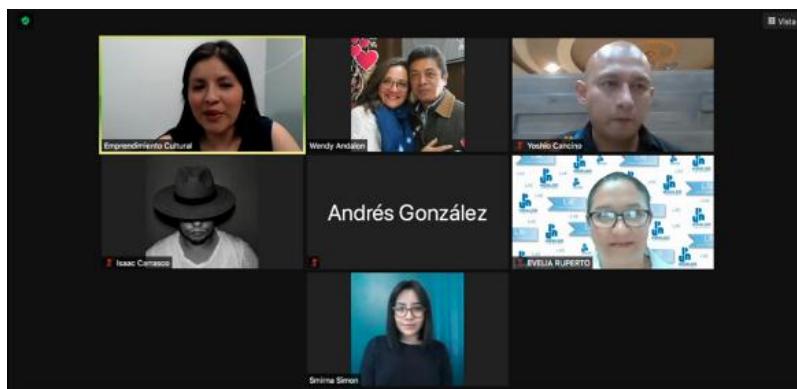 Vista
Emprendimiento Cultural
Wendy Andalon
Yoshio Cancino
Isaac Carrasco
Andrés González
EVELIA RUPERTO
Smirna Simon